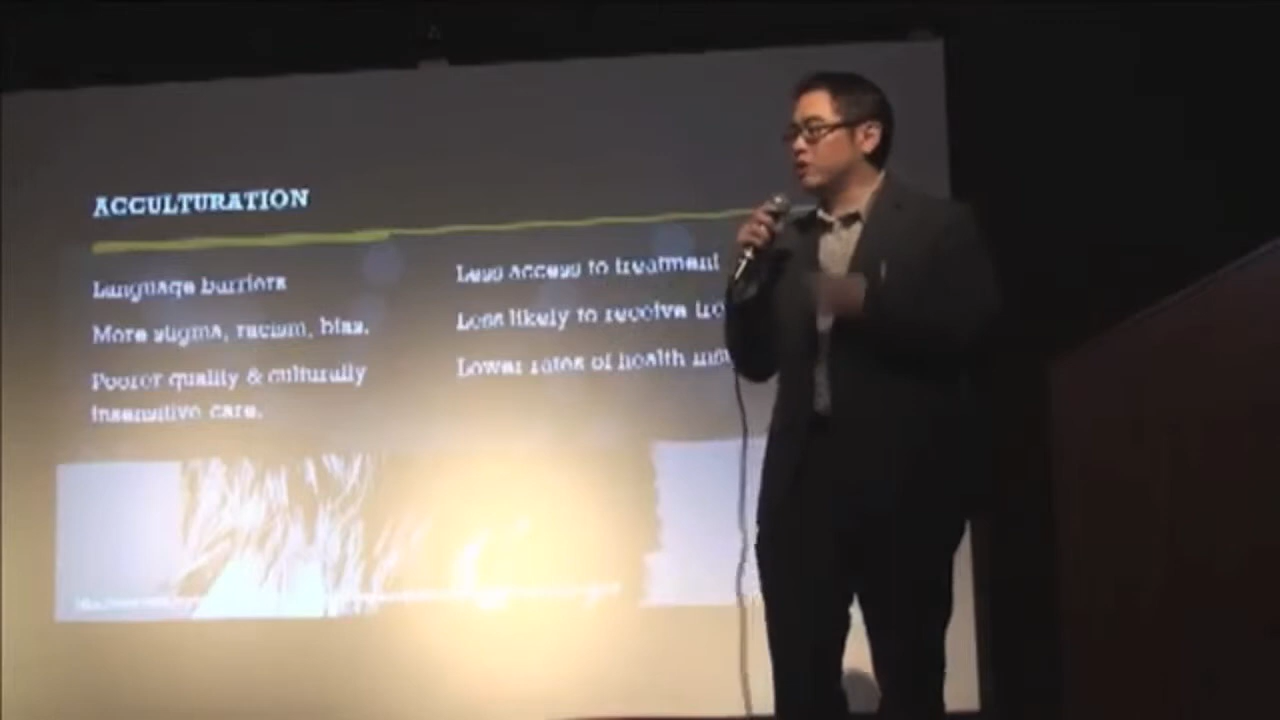 ACCULTURATION
Language barriers
More stigma, racism, bias.
Poorer quality & culturally
insensitive care.
Less access to treatment
Less likely to receive
Lower rates of health